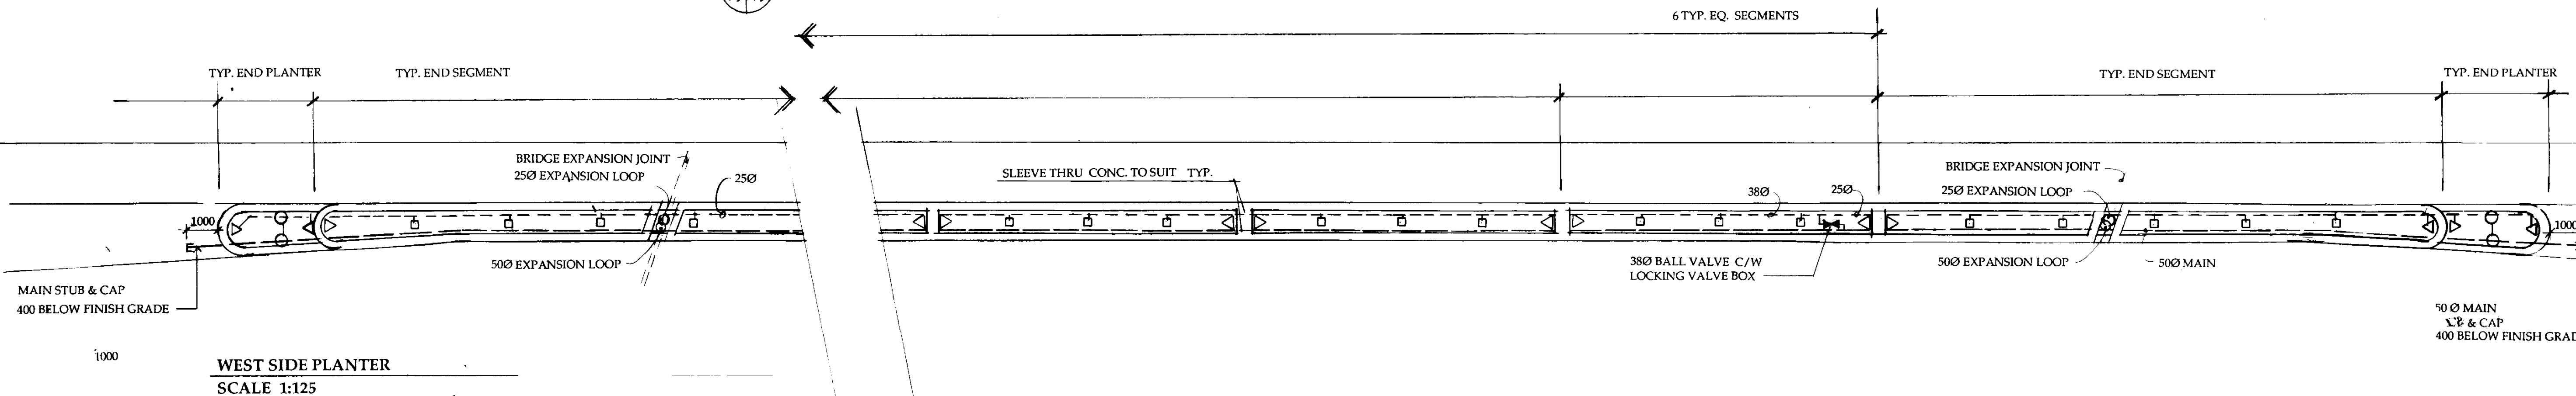 6 TYP. EQ. SEGMENTS
TYP. END PLANTER
TYP. END SEGMENT
TYP. END SEGMENT
TYP. END PLANTER
BRIDGE EXPANSION JOINT
25Ø EXPANSION LOOP
25Ø
SLEEVE THRU CONC. TO SUIT TYP.
38Ø
25Ø
BRIDGE EXPANSION JOINT
25Ø EXPANSION LOOP
1000
1000
50Ø EXPANSION LOOP
38Ø BALL VALVE C/W
LOCKING VALVE BOX
50Ø EXPANSION LOOP
50Ø MAIN
MAIN STUB & CAP
400 BELOW FINISH GRADE
50 Ø MAIN
& CAP
400 BELOW FINISH GRAD
1000
WEST SIDE PLANTER
SCALE 1:125